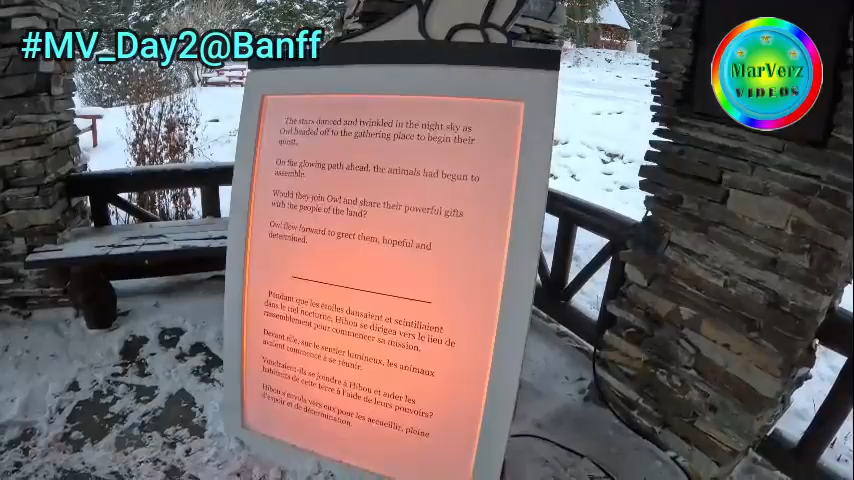 #MV_Day2@Banff
MarVerz
VIDEOS
The stars danced and twinkled in the night sky as
Owl headed off to the gathering place to begin their
quest.
On the glowing path ahead, the animals had begun to
assemble.
Would they join Owl and share their powerful gifts
with the people of the land?
Owl flew forward to greet them, hopeful and
determined.
Pendant que les étoiles dansaient et scintillaient
dans le ciel nocturne, Hibou se dirigea vers le lieu de
rassemblement pour commencer sa mission.
Devant elle, sur le sentier lumineux, les animaux
avaient commencé à se réunir.
Voudraient-ils se joindre à Hibou et aider les
habitants de cette terre à l'aide de leurs pouvoirs?
Hibou s'envola vers eux pour les accueillir, pleine
d'espoir et de détermination.